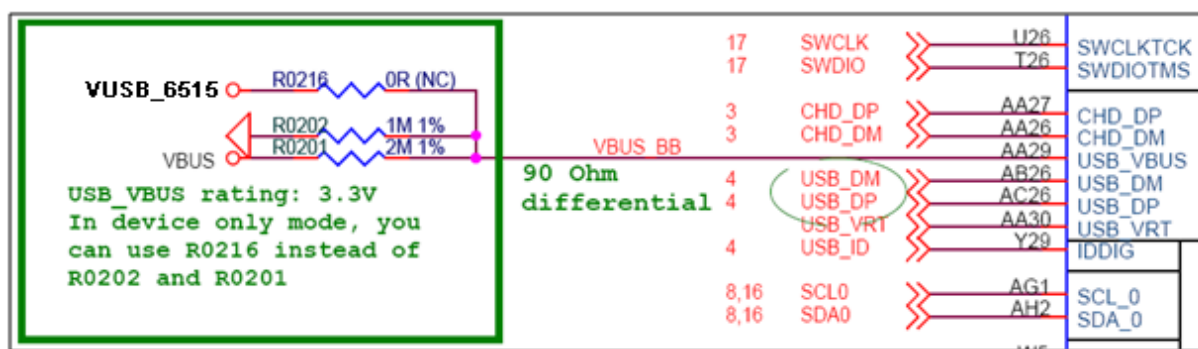 VUSB_6515 R0216 0R (NC)
R0202 1M 1%
VBUS R0201 2M 1%
USB_VBUS rating: 3.3V
In device only mode, you
can use R0216 instead of
R0202 and R0201
VBUS_BB
90 Ohm
differential
17 SWCLK U26 SWCLKTCK
17 SWDIO T26 SWDIOTMS
3 CHD_DP AA27 CHD_DP
3 CHD_DM AA26 CHD_DM
AA29 USB_VBUS
4 USB_DM AB26 USB_DM
4 USB_DP AC26 USB_DP
USB_VRT AA30 USB_VRT
4 USB_ID Y29 IDDIG
8,16 SCL0 AG1 SCL_0
8,16 SDA0 AH2 SDA_0